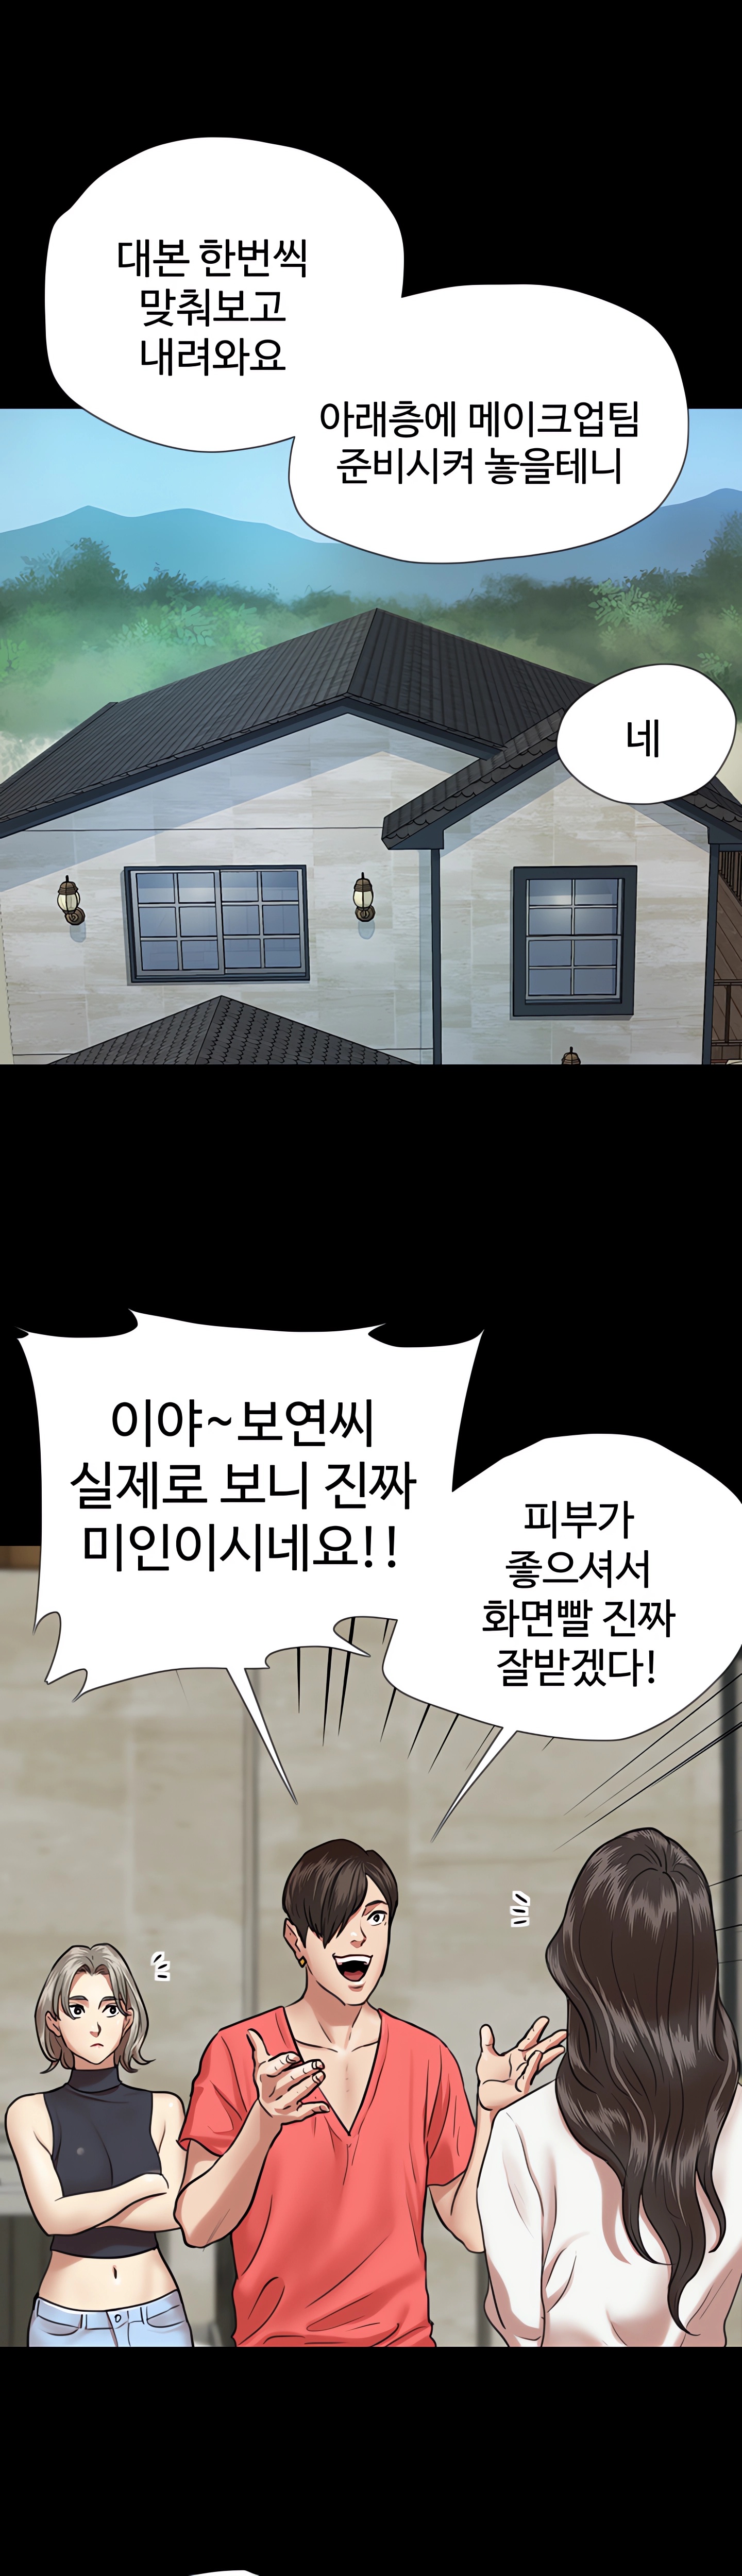 대본 한번씩
맞춰보고
내려와요
아래층에 메이크업팀
준비시켜 놓을테니
네
이야~보연씨
실제로 보니 진짜
미인이시네요!!
피부가
좋으셔서
화면빨 진짜
잘받겠다!